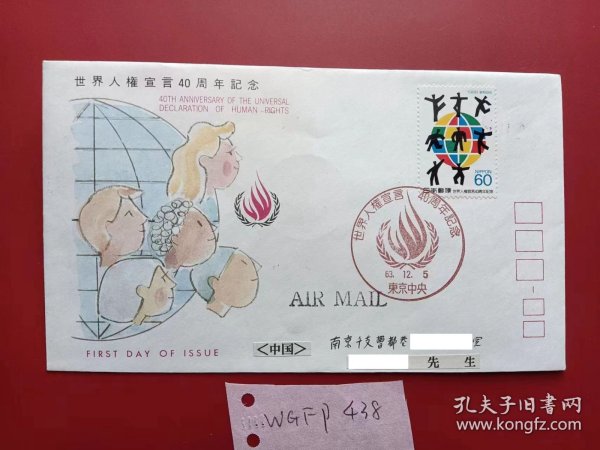 世界人権宣言40周年記念
40TH ANNIVERSARY OF THE UNIVERSAL
DECLARATION OF HUMAN RIGHTS
NIPPON
60
日本郵便 世界人権宣言40周年記念
世界人権宣言 40周年記念
63. 12. 5
東京中央
AIR MAIL
南京
先生
<中国>
FIRST DAY OF ISSUE
WGFP 438
孔夫子旧书网
www.kongfz.com